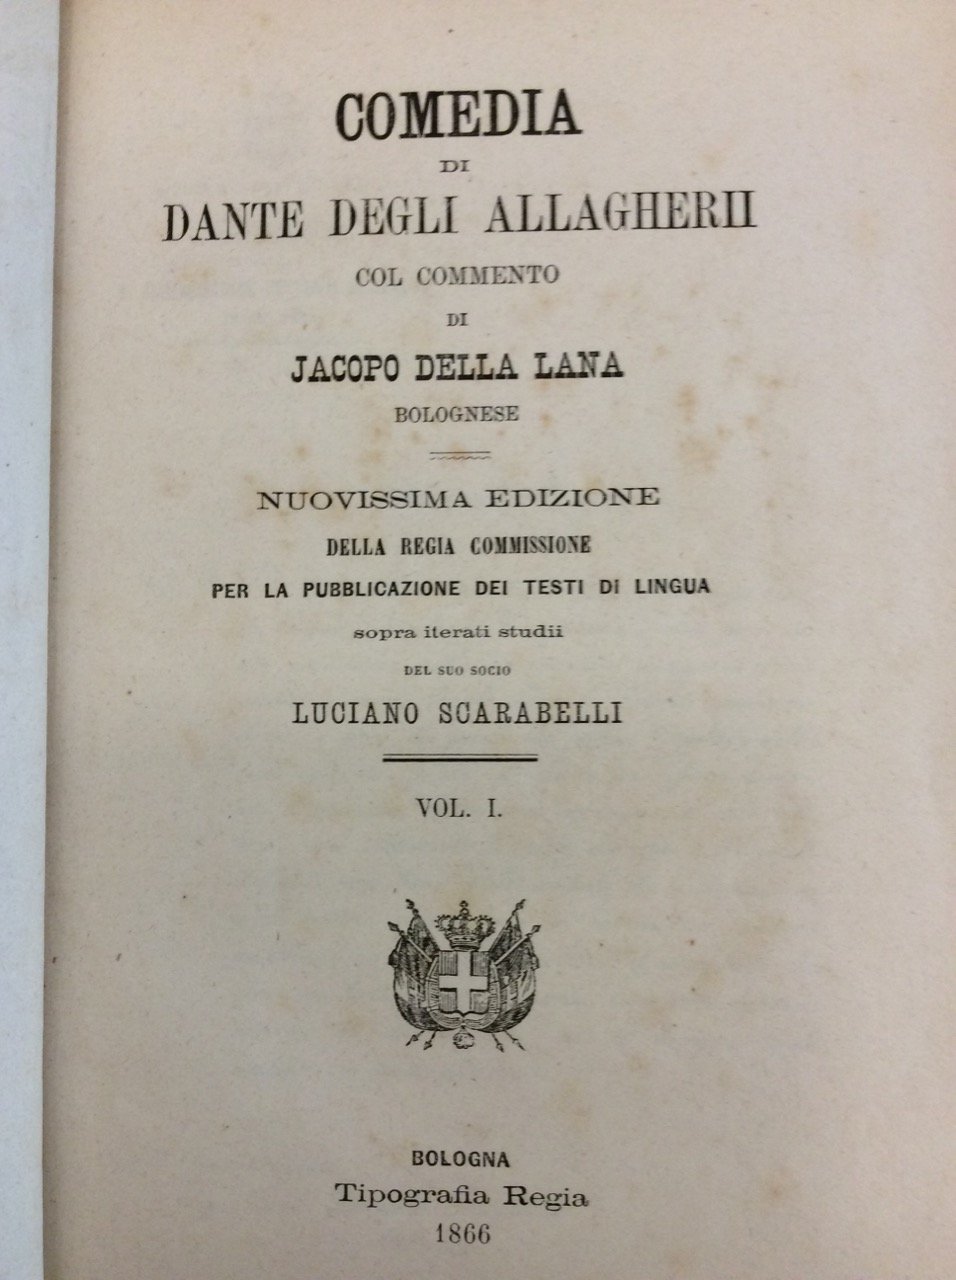 COMEDIA
DI
DANTE DEGLI ALLAGHERII
COL COMMENTO
DI
JACOPO DELLA LANA
BOLOGNESE
NUOVISSIMA EDIZIONE
DELLA REGIA COMMISSIONE
PER LA PUBBLICAZIONE DEI TESTI DI LINGUA
sopra iterati studii
DEL SUO SOCIO
LUCIANO SCARABELLI
VOL. I.
BOLOGNA
Tipografia Regia
1866